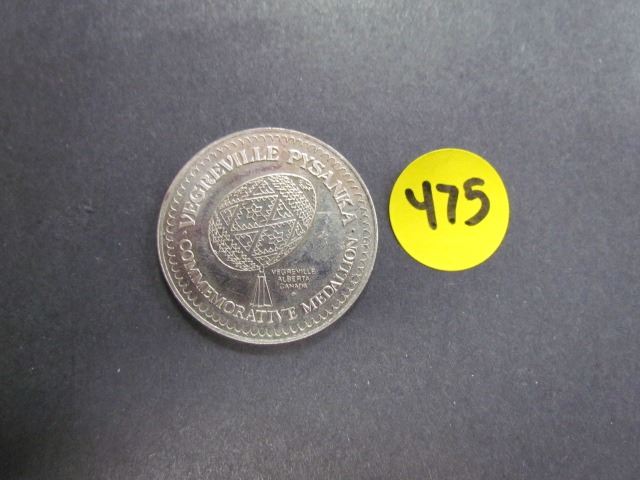 VEGREVILLE PYSANKA
VEGREVILLE
ALBERTA
CANADA
· COMMEMORATIVE MEDALLION ·
475